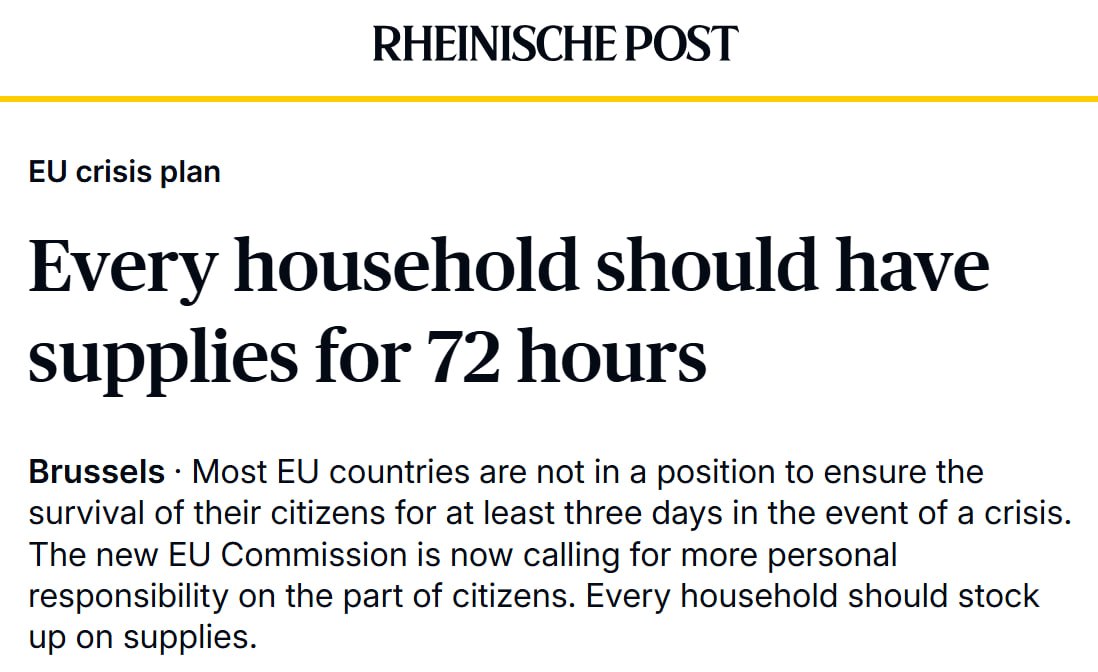 RHEINISCHE POST
EU crisis plan
Every household should have
supplies for 72 hours
Brussels · Most EU countries are not in a position to ensure the
survival of their citizens for at least three days in the event of a crisis.
The new EU Commission is now calling for more personal
responsibility on the part of citizens. Every household should stock
up on supplies.